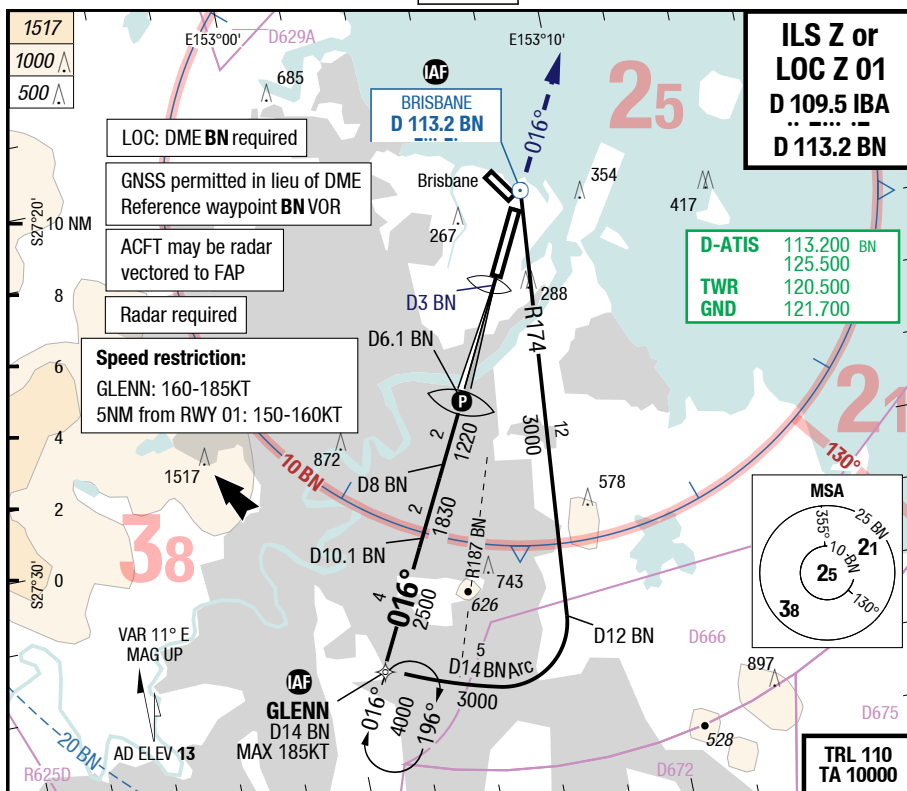 1517
1000
500
E153°00'
D629A
E153°10'
685
IAF
BRISBANE
D 113.2 BN
016°
25
ILS Z or
LOC Z 01
D 109.5 IBA
D 113.2 BN
LOC: DME BN required
GNSS permitted in lieu of DME
Reference waypoint BN VOR
ACFT may be radar
vectored to FAP
Radar required
Speed restriction:
GLENN: 160-185KT
5NM from RWY 01: 150-160KT
Brisbane
354
417
267
288
S27°20'
10 NM
8
6
4
2
0
S27°30'
D-ATIS 113.200 BN
125.500
TWR 120.500
GND 121.700
D3 BN
R174
D6.1 BN
P
21
2
1220
12
3000
130°
872
1517
10 BN
D8 BN
578
2
1830
R187 BN
38
D10.1 BN
743
626
4
016°
2500
MSA
355°
25 BN
10 BN
21
25
130°
38
D12 BN
D666
5
D14 BN Arc
3000
VAR 11° E
MAG UP
IAF
GLENN
D14 BN
MAX 185KT
016°
4000
196°
897
D675
528
D672
20 BN
AD ELEV 13
R625D
TRL 110
TA 10000